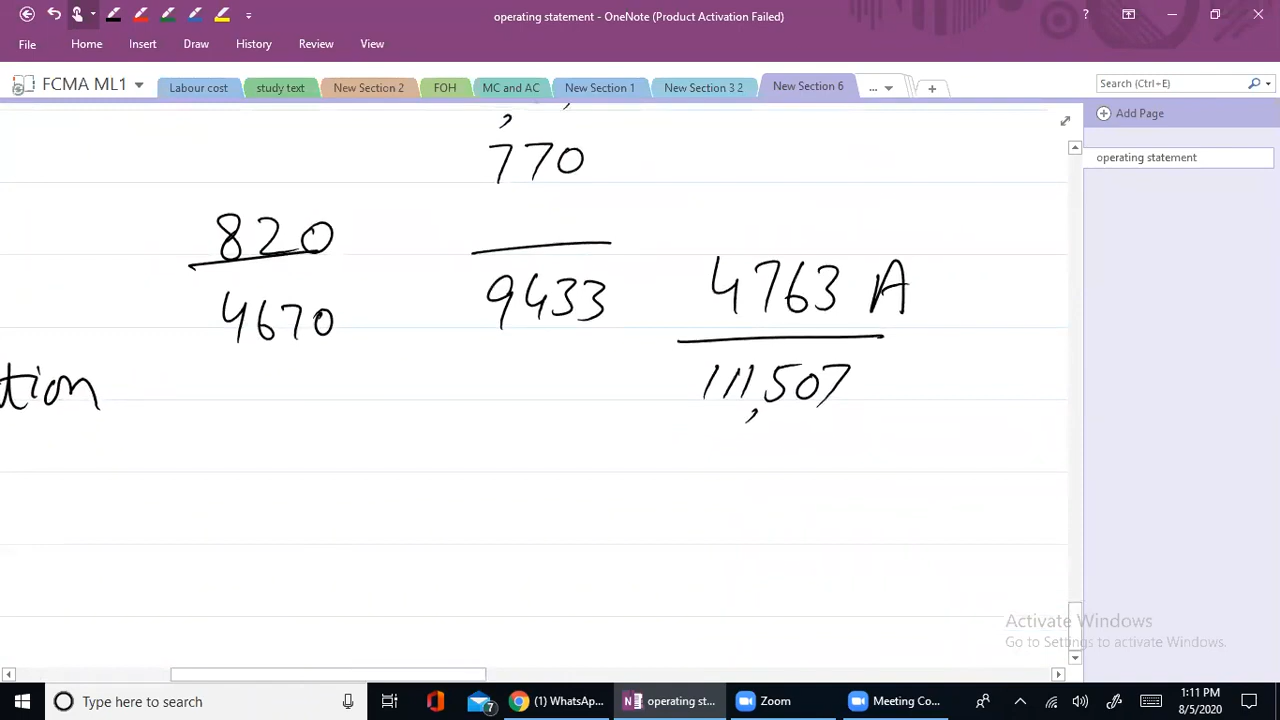 operating statement - OneNote (Product Activation Failed)
?
File Home Insert Draw History Review View
FCMA ML1
Labour cost study text New Section 2 FOH MC and AC New Section 1 New Section 3 2 New Section 6 ...
Search (Ctrl+E)
Add Page
operating statement
770
820
4670
9433
4763 A
111,507
tion
Activate Windows
Go to Settings to activate Windows.
Type here to search
7
(1) WhatsApp...
operating st...
Zoom
Meeting Co...
1:11 PM
8/5/2020